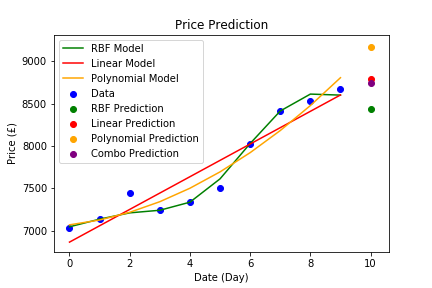 Price Prediction
RBF Model
Linear Model
Polynomial Model
Data
RBF Prediction
Linear Prediction
Polynomial Prediction
Combo Prediction
Price (£)
9000
8500
8000
7500
7000
0 2 4 6 8 10
Date (Day)